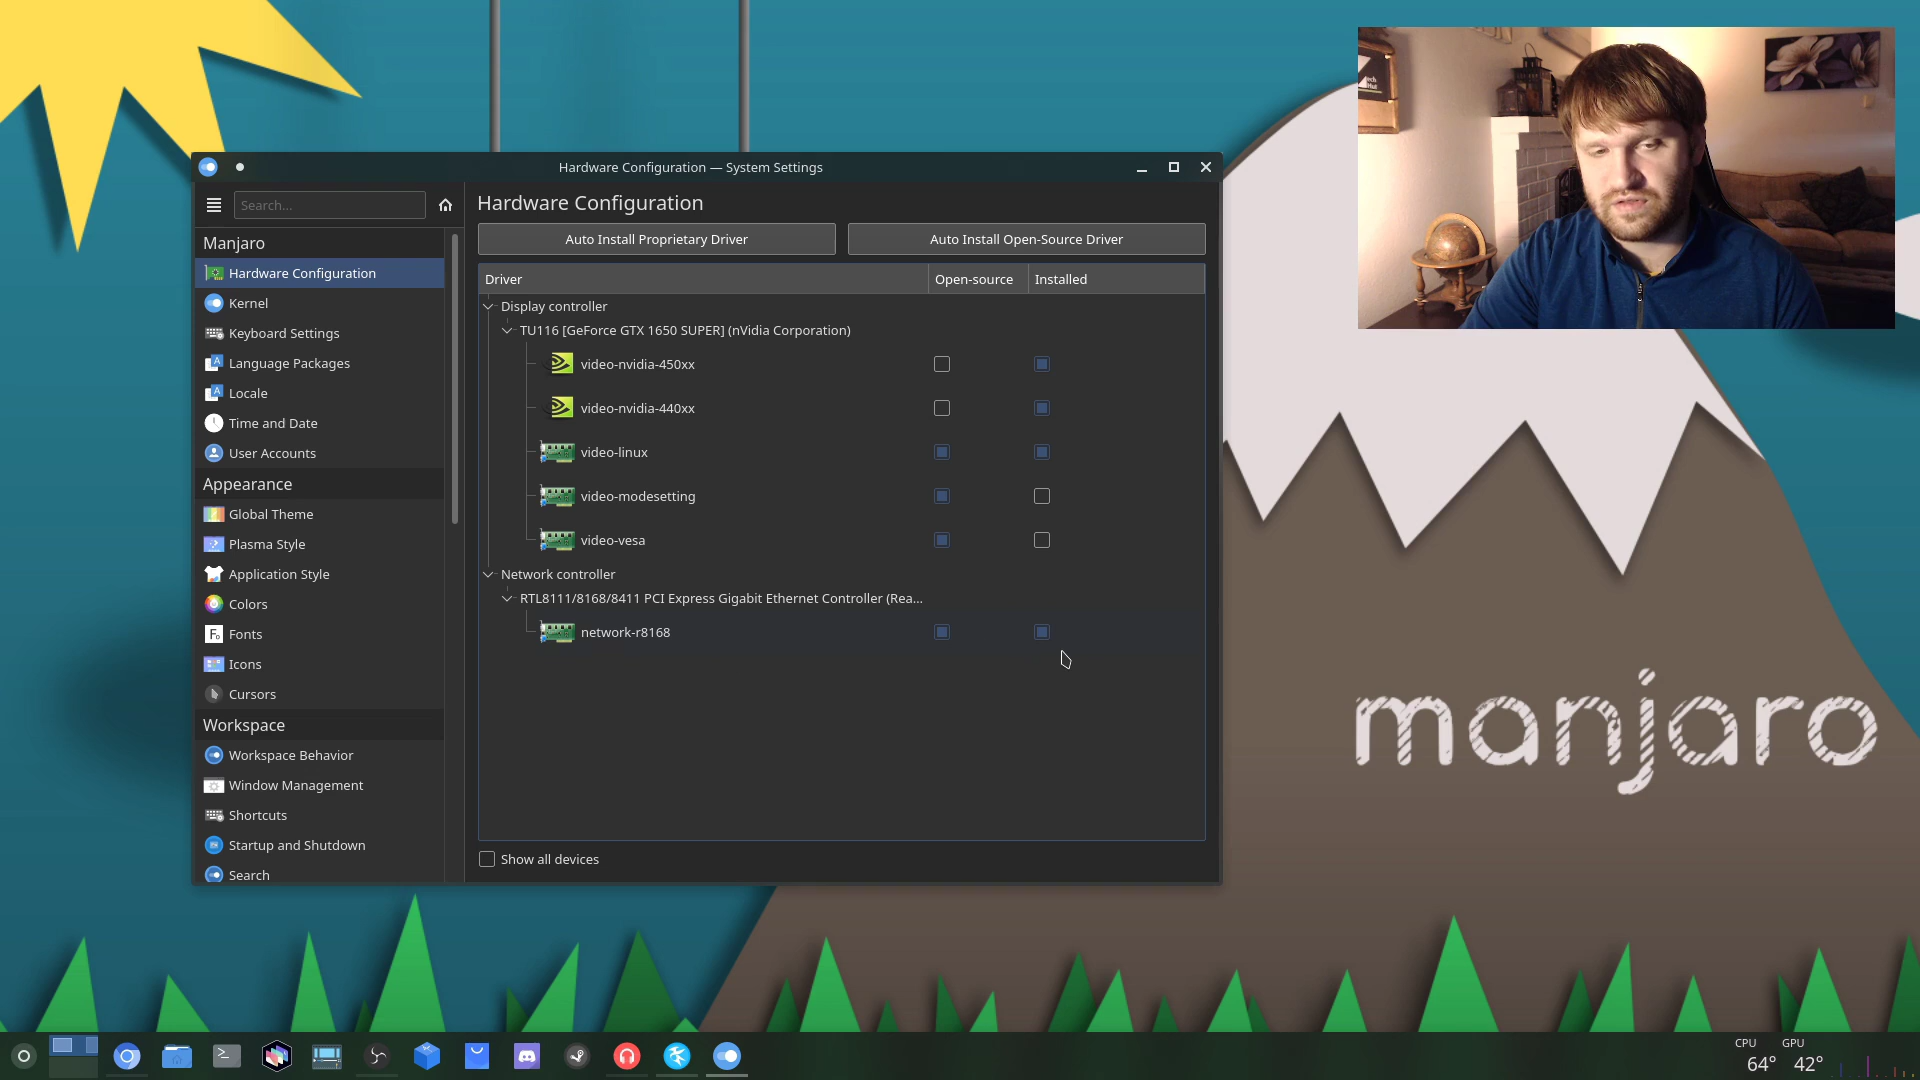 Hardware Configuration — System Settings
Search...
Manjaro
Hardware Configuration
Kernel
Keyboard Settings
Language Packages
Locale
Time and Date
User Accounts
Appearance
Global Theme
Plasma Style
Application Style
Colors
Fonts
Icons
Cursors
Workspace
Workspace Behavior
Window Management
Shortcuts
Startup and Shutdown
Search
Hardware Configuration
Auto Install Proprietary Driver
Auto Install Open-Source Driver
Driver
Open-source
Installed
Display controller
TU116 [GeForce GTX 1650 SUPER] (nVidia Corporation)
video-nvidia-450xx
video-nvidia-440xx
video-linux
video-modesetting
video-vesa
Network controller
RTL8111/8168/8411 PCI Express Gigabit Ethernet Controller (Rea...
network-r8168
Show all devices
manjaro
CPU
GPU
64°
42°